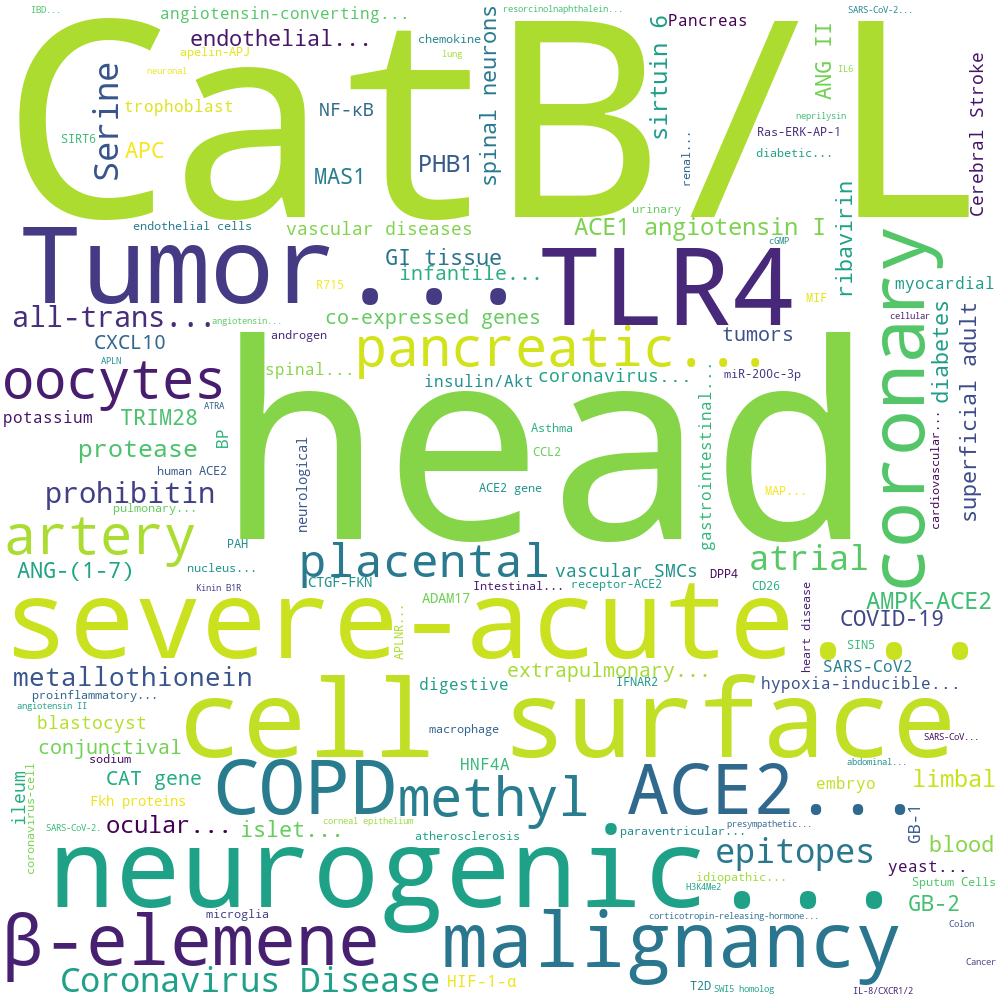 IBD...
angiotensin-converting...
resorcinolnaphthalein...
SARS-CoV-2...
Pancreas
endothelial...
chemokine
apelin-APJ
lung
neuronal
CatB/L
Serine
trophoblast
NF-κB
spinal neurons
sirtuin 6
ANG II
IL6
Cerebral Stroke
neprilysin
SIRT6
APC
MAS1
PHB1
Ras-ERK-AP-1
diabetic...
renal...
ribavirin
urinary
endothelial cells
vascular diseases
ACE1 angiotensin I
cGMP
Tumor...
GI tissue
infantile...
TLR4
R715
MIF
coronary
myocardial
all-trans...
angiotensin...
co-expressed genes
cellular
androgen
CXCL10
pancreatic...
tumors
diabetes
superficial adult
APLN
spinal...
insulin/Akt
coronavirus...
miR-200c-3p
oocytes
head
potassium
TRIM28
ATRA
BP
Asthma
gastrointestinal...
cardiovascular...
protease
CCL2
neurological
human ACE2
prohibitin
ACE2 gene
MAP...
pulmonary...
artery
PAH
placental
atrial
ANG-(1-7)
nucleus...
vascular SMCs
DPP4
CTGF-FKN
Kinin B1R
Intestinal...
receptor-ACE2
CD26
ADAM17
AMPK-ACE2
severe-acute...
APLNR...
heart disease
COVID-19
SIN5
metallothionein
extrapulmonary...
SARS-CoV2
digestive
IFNAR2
hypoxia-inducible...
proinflammatory...
angiotensin II
blastocyst
cell surface
macrophage
SARS-CoV...
conjunctival
sodium
ileum
coronavirus-cell
CAT gene
HNF4A
abdominal...
COPD
methyl
ACE2...
embryo
limbal
Fkh proteins
SARS-CoV-2.
ocular...
islet...
corneal epithelium
atherosclerosis
paraventricular...
presympathetic...
GB-1
blood
neurogenic...
epitopes
yeast...
idiopathic...
H3K4Me2
Sputum Cells
GB-2
microglia
corticotropin-releasing-hormone...
Colon
β-elemene
malignancy
Cancer
Coronavirus Disease
HIF-1-α
T2D
SWI5 homolog
IL-8/CXCR1/2